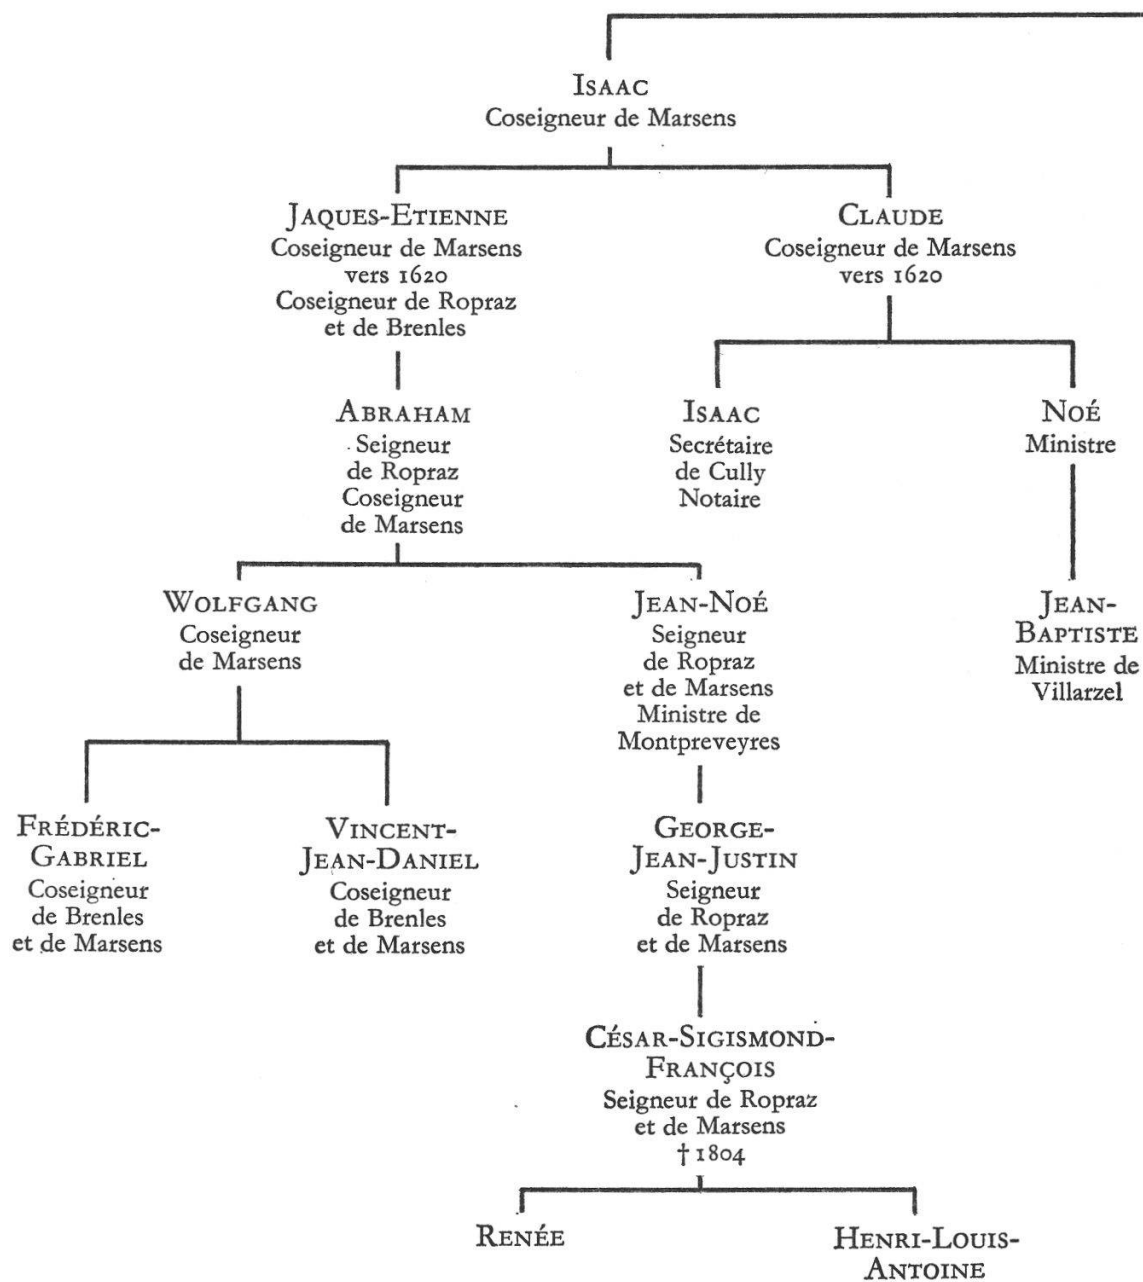 ISAAC
Coseigneur de Marsens
JAQUES-ETIENNE
Coseigneur de Marsens
vers 1620
Coseigneur de Ropraz
et de Brenles
CLAUDE
Coseigneur de Marsens
vers 1620
ABRAHAM
Seigneur
de Ropraz
Coseigneur
de Marsens
ISAAC
Secrétaire
de Cully
Notaire
NOÉ
Ministre
WOLFGANG
Coseigneur
de Marsens
JEAN-NOÉ
Seigneur
de Ropraz
et de Marsens
Ministre de
Montpreveyres
JEAN-
BAPTISTE
Ministre de
Villarzel
FRÉDÉRIC-
GABRIEL
Coseigneur
de Brenles
et de Marsens
VINCENT-
JEAN-DANIEL
Coseigneur
de Brenles
et de Marsens
GEORGE-
JEAN-JUSTIN
Seigneur
de Ropraz
et de Marsens
CÉSAR-SIGISMOND-
FRANÇOIS
Seigneur de Ropraz
et de Marsens
† 1804
RENÉE
HENRI-LOUIS-
ANTOINE